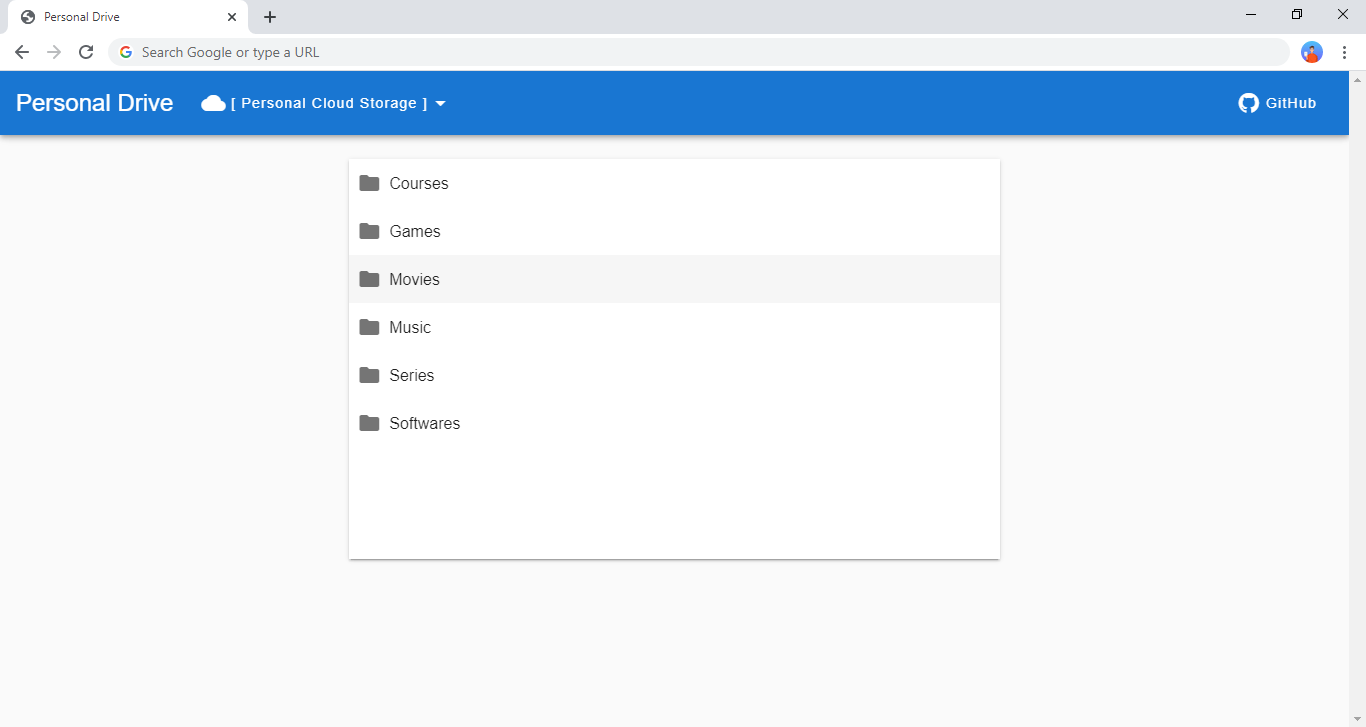 Personal Drive
Search Google or type a URL
Personal Drive [ Personal Cloud Storage ] GitHub
Courses
Games
Movies
Music
Series
Softwares